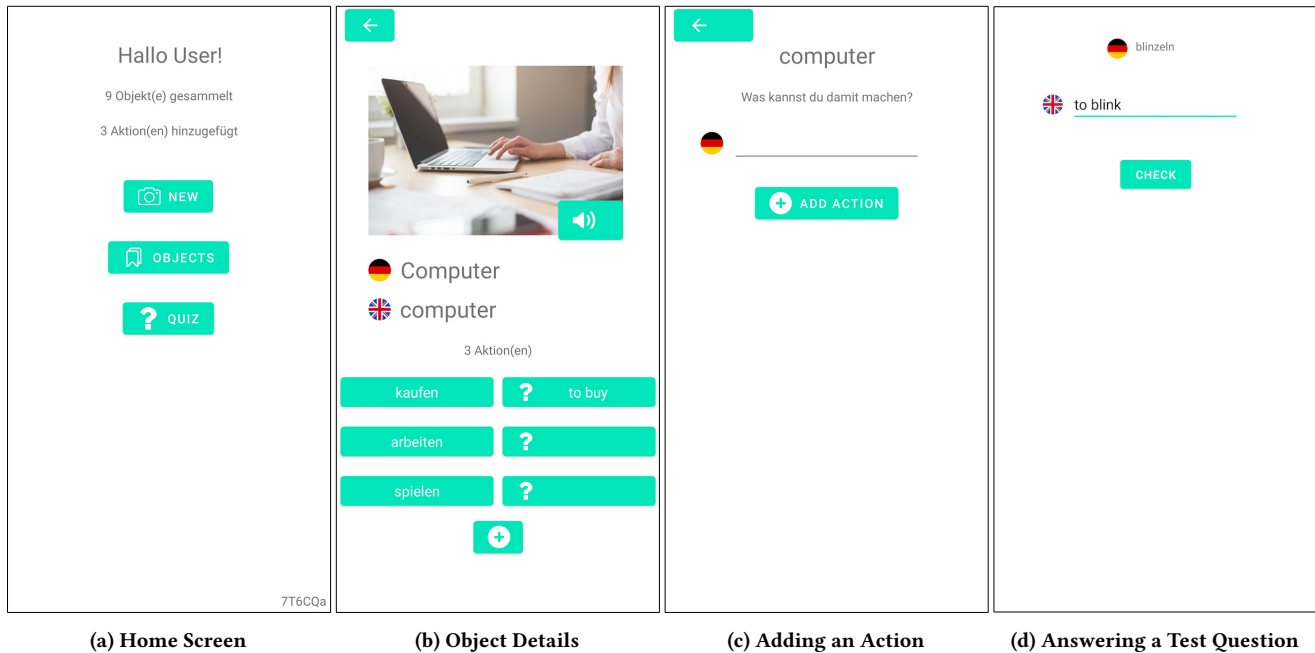 Hallo User!
9 Objekt(e) gesammelt
3 Aktion(en) hinzugefügt
NEW
OBJECTS
? QUIZ
7T6CQa
(a) Home Screen
Computer
computer
3 Aktion(en)
kaufen ? to buy
arbeiten ?
spielen ?
(b) Object Details
computer
Was kannst du damit machen?
ADD ACTION
(c) Adding an Action
blinzeln
to blink
CHECK
(d) Answering a Test Question